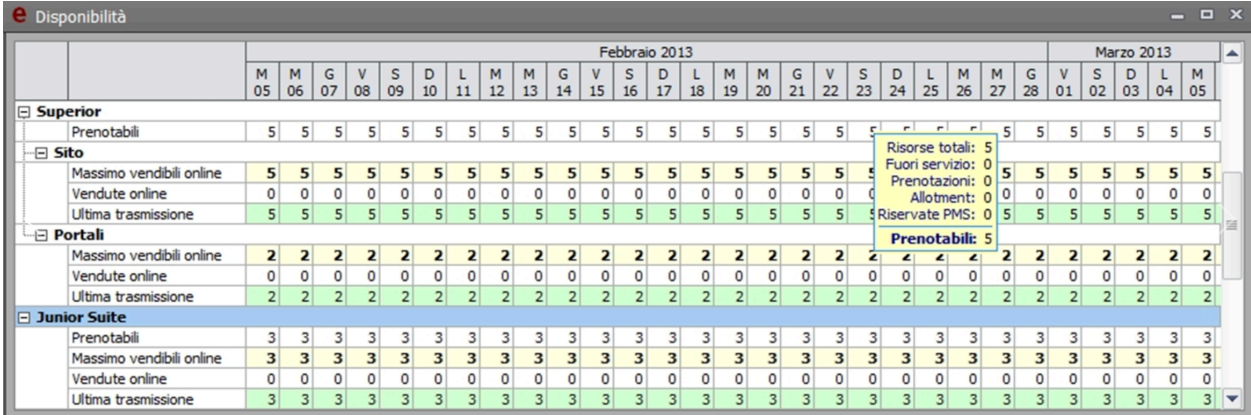 e Disponibilità
Febbraio 2013 Marzo 2013
M M G V S D L M M G V S D L M M G V S D L M M G V S D L M
05 06 07 08 09 10 11 12 13 14 15 16 17 18 19 20 21 22 23 24 25 26 27 28 01 02 03 04 05
Superior
Prenotabili 5 5 5 5 5 5 5 5 5 5 5 5 5 5 5 5 5 5 5 5 5 5 5 5 5
Sito
Massimo vendibili online 5 5 5 5 5 5 5 5 5 5 5 5 5 5 5 5 5 5 5 5 5 5 5 5 5
Vendute online 0 0 0 0 0 0 0 0 0 0 0 0 0 0 0 0 0 0 0 0 0 0 0 0 0
Ultima trasmissione 5 5 5 5 5 5 5 5 5 5 5 5 5 5 5 5 5 5 5 5 5 5 5 5 5
Risorse totali: 5
Fuori servizio: 0
Prenotazioni: 0
Allotment: 0
Riservate PMS: 0
Prenotabili: 5
Portali
Massimo vendibili online 2 2 2 2 2 2 2 2 2 2 2 2 2 2 2 2 2 2 2 2 2 2 2 2 2
Vendute online 0 0 0 0 0 0 0 0 0 0 0 0 0 0 0 0 0 0 0 0 0 0 0 0 0 0 0 0 0
Ultima trasmissione 2 2 2 2 2 2 2 2 2 2 2 2 2 2 2 2 2 2 2 2 2 2 2 2 2 2 2 2 2
Junior Suite
Prenotabili 3 3 3 3 3 3 3 3 3 3 3 3 3 3 3 3 3 3 3 3 3 3 3 3 3 3 3 3 3
Massimo vendibili online 3 3 3 3 3 3 3 3 3 3 3 3 3 3 3 3 3 3 3 3 3 3 3 3 3 3 3 3 3
Vendute online 0 0 0 0 0 0 0 0 0 0 0 0 0 0 0 0 0 0 0 0 0 0 0 0 0 0 0 0 0
Ultima trasmissione 3 3 3 3 3 3 3 3 3 3 3 3 3 3 3 3 3 3 3 3 3 3 3 3 3 3 3 3 3